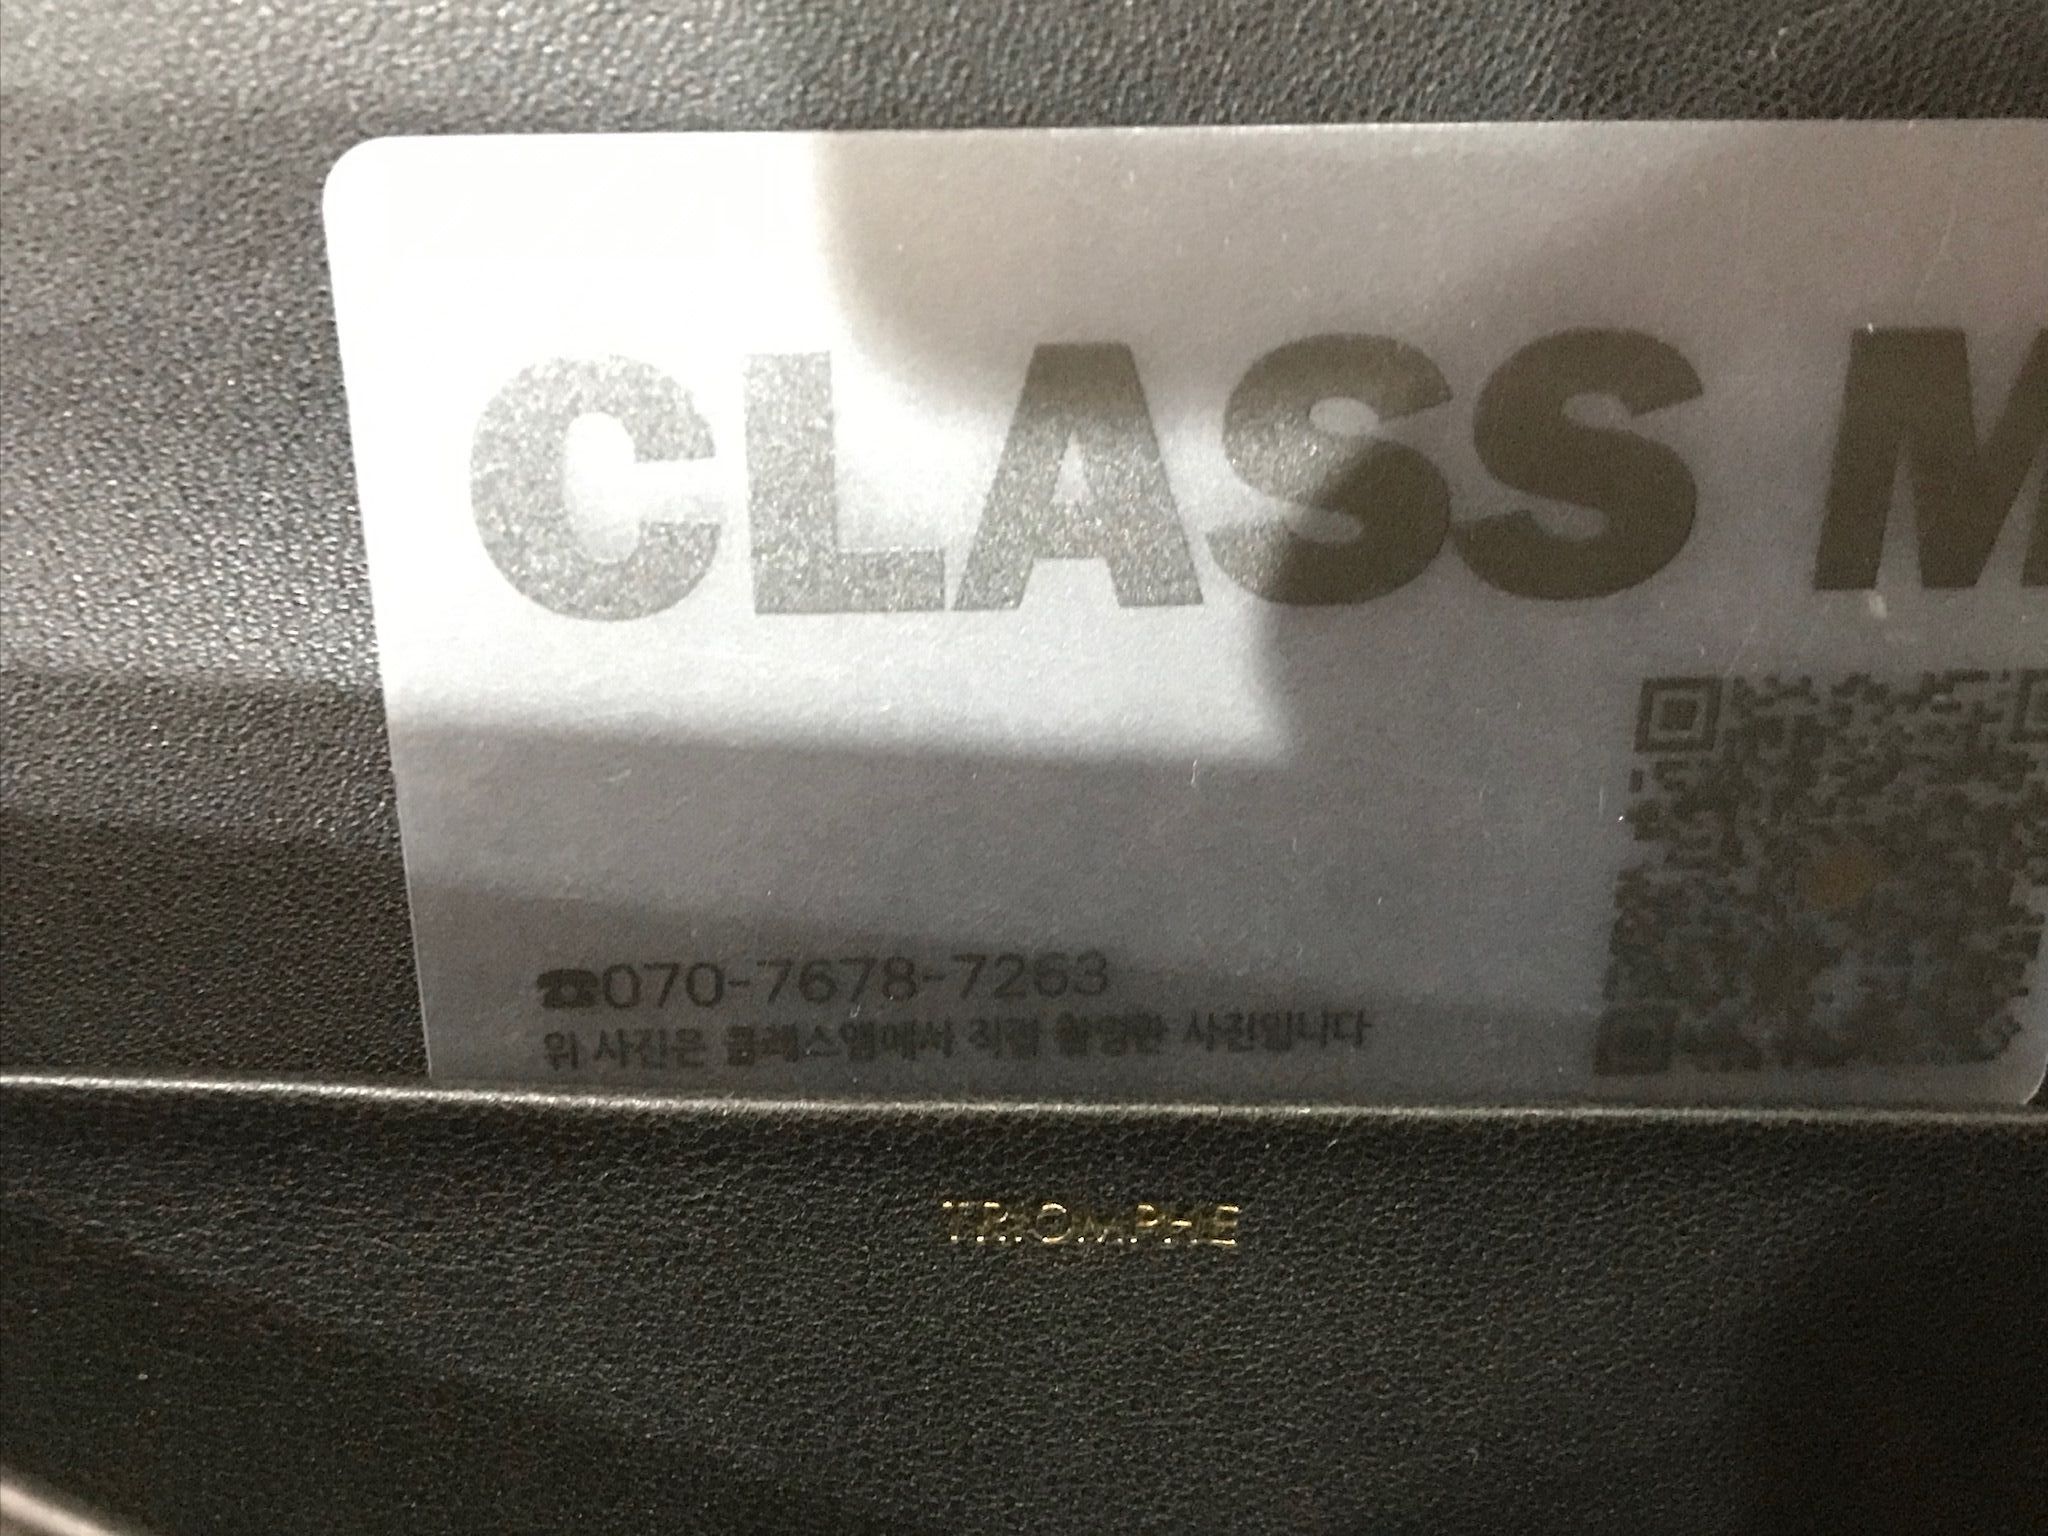 CLASS M
☎070-7678-7263
위 사진은 클래스엠에서 직접 촬영한 사진입니다
TRIOMPHE